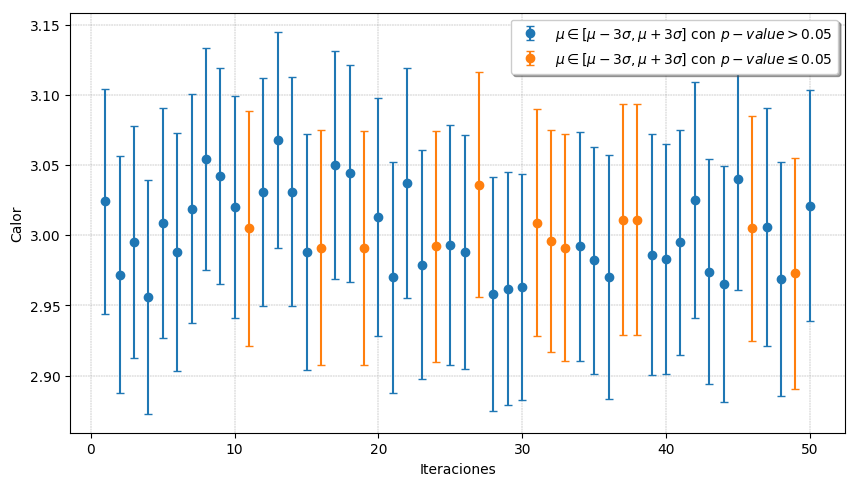 μ ∈ [μ − 3σ, μ + 3σ] con p − value > 0.05
μ ∈ [μ − 3σ, μ + 3σ] con p − value ≤ 0.05
3.15
3.10
3.05
3.00
2.95
2.90
Calor
0 10 20 30 40 50
Iteraciones